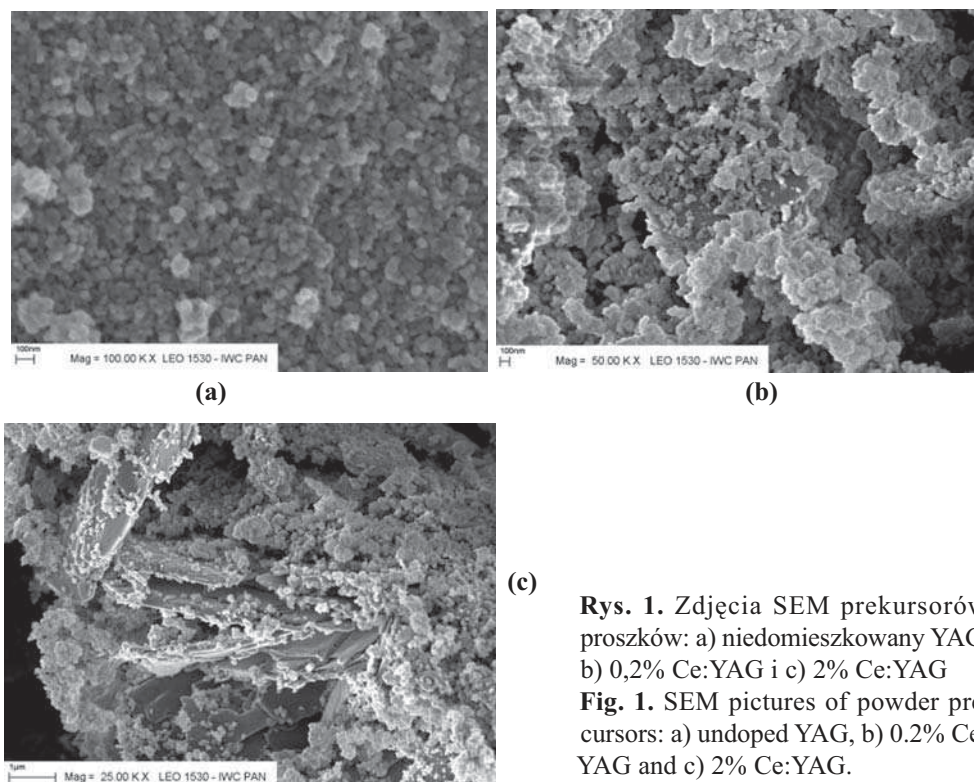 100nm
Mag = 100.00 K X LEO 1530 - IWC PAN
100nm
Mag = 50.00 K X LEO 1530 - IWC PAN
(a)
(b)
1µm
Mag = 25.00 K X LEO 1530 - IWC PAN
(c)
Rys. 1. Zdjęcia SEM prekursorów
proszków: a) niedomieszkowany YAG
b) 0,2% Ce:YAG i c) 2% Ce:YAG
Fig. 1. SEM pictures of powder pre
cursors: a) undoped YAG, b) 0.2% Ce
YAG and c) 2% Ce:YAG.